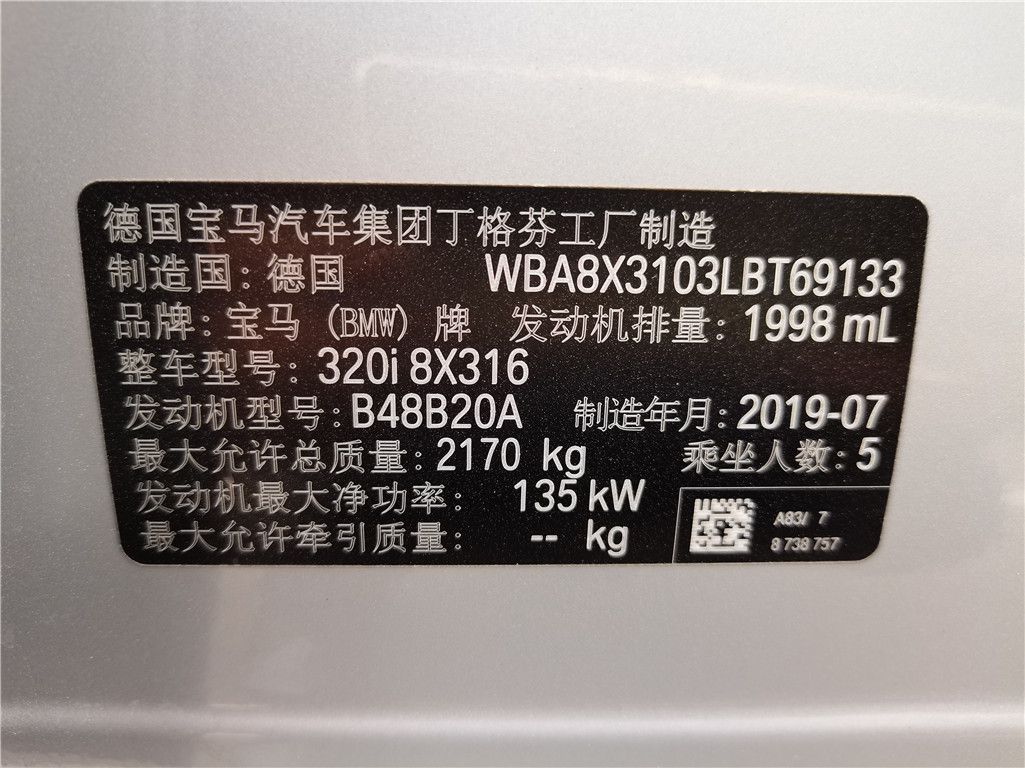 德国宝马汽车集团丁格芬工厂制造
制造国：德国 WBA8X3103LBT69133
品牌：宝马 (BMW) 牌 发动机排量：1998 mL
整车型号：320i 8X316
发动机型号：B48B20A 制造年月：2019-07
最大允许总质量：2170 kg 乘坐人数：5
发动机最大净功率： 135 kW
最大允许牵引质量： -- kg
A83I 7
8 738 757